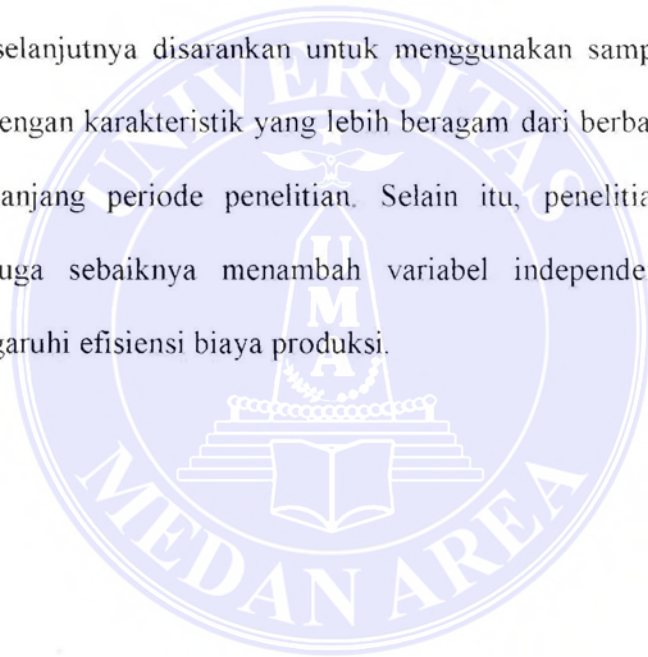 selanjutnya disarankan untuk menggunakan samp
engan karakteristik yang lebih beragam dari berba
anjang periode penelitian. Selain itu, penelitia
uga sebaiknya menambah variabel independe
garuhi efisiensi biaya produksi.
UNIVERSITAS
UMA
MEDAN AREA